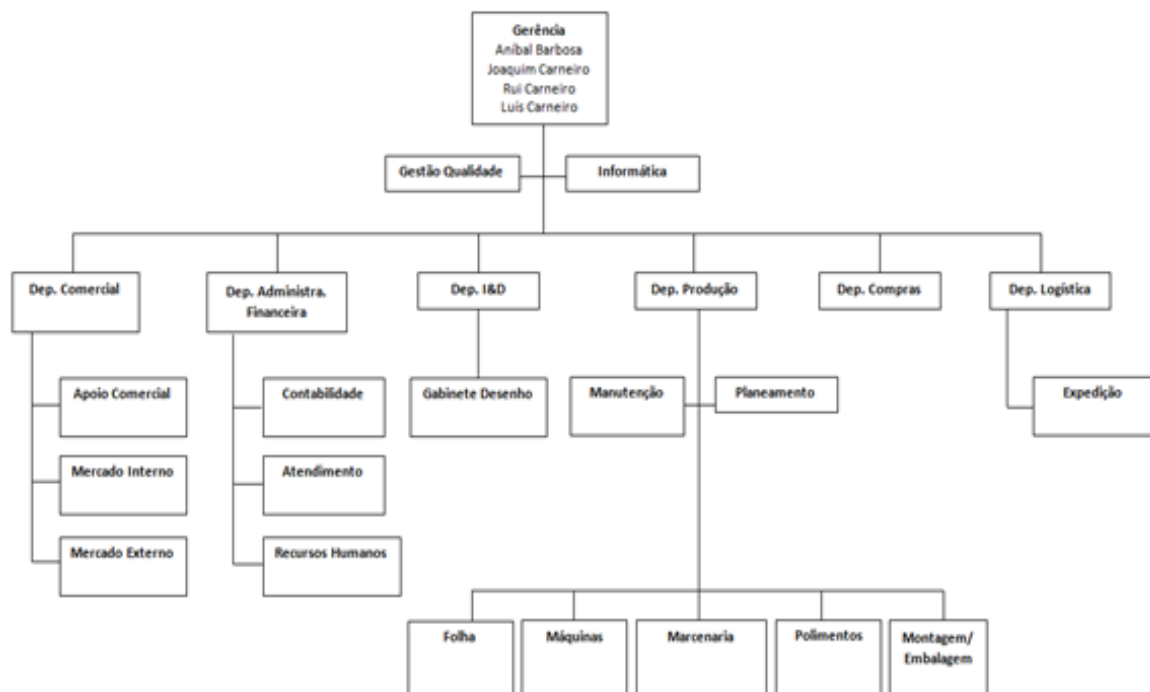 Gerência
Aníbal Barbosa
Joaquim Carneiro
Rui Carneiro
Luís Carneiro
Gestão Qualidade
Informática
Dep. Comercial
Dep. Administra.
Financeira
Dep. I&D
Dep. Produção
Dep. Compras
Dep. Logística
Apoio Comercial
Contabilidade
Gabinete Desenho
Manutenção
Planeamento
Expedição
Mercado Interno
Atendimento
Mercado Externo
Recursos Humanos
Folha
Máquinas
Marcenaria
Polimentos
Montagem/
Embalagem